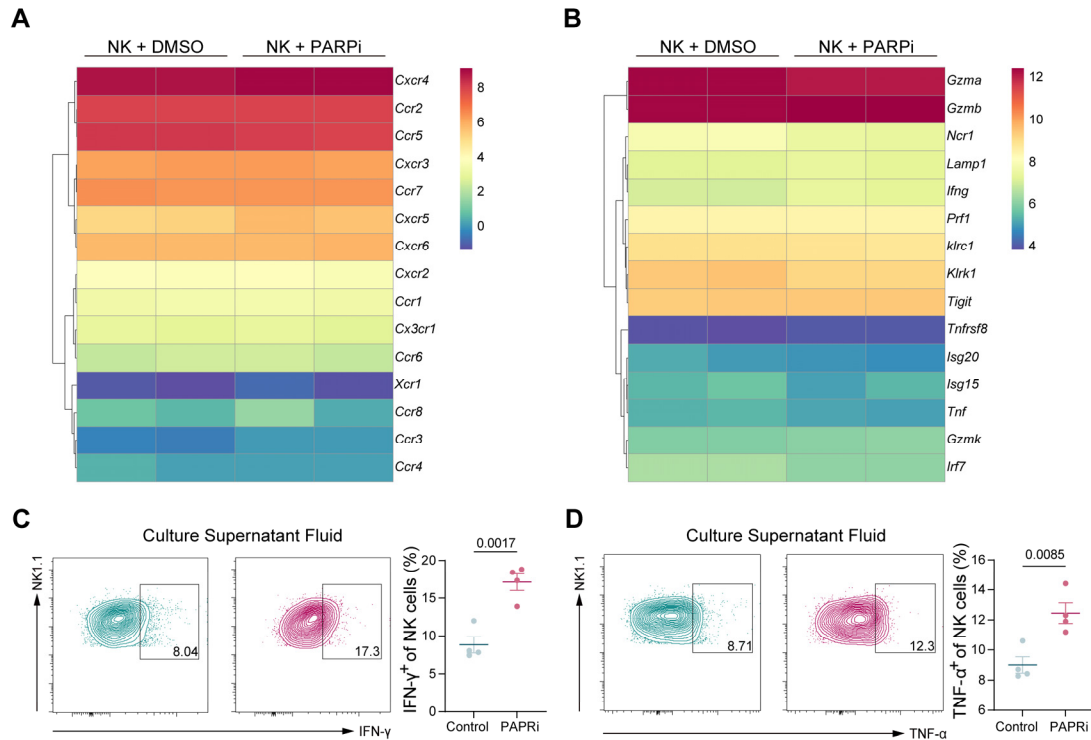 A
NK + DMSO NK + PARPi
Cxcr4
Ccr2
Ccr5
Cxcr3
Ccr7
Cxcr5
Cxcr6
Cxcr2
Ccr1
Cx3cr1
Ccr6
Xcr1
Ccr8
Ccr3
Ccr4
8
6
4
2
0
B
NK + DMSO NK + PARPi
Gzma
Gzmb
Ncr1
Lamp1
Ifng
Prf1
klrc1
Klrk1
Tigit
Tnfrsf8
Isg20
Isg15
Tnf
Gzmk
Irf7
12
10
8
6
4
C
Culture Supernatant Fluid
NK1.1
8.04
17.3
IFN-γ
IFN-γ+ of NK cells (%)
20
15
10
5
0
0.0017
Control PAPRi
D
Culture Supernatant Fluid
NK1.1
8.71
12.3
TNF-α
TNF-α+ of NK cells (%)
16
14
12
10
8
6
0.0085
Control PAPRi